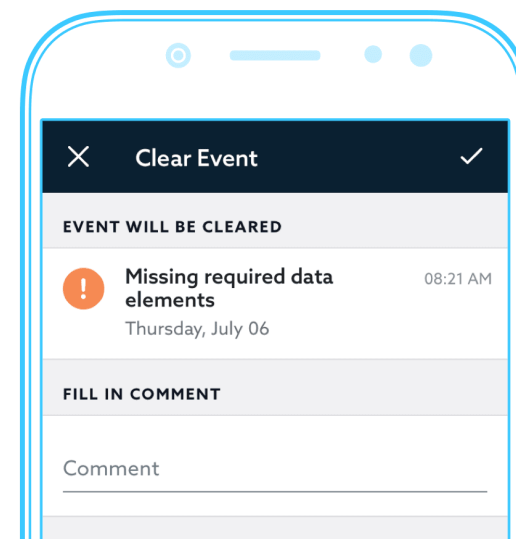 Clear Event
EVENT WILL BE CLEARED
Missing required data
08:21 AM
elements
Thursday, July 06
FILL IN COMMENT
Comment